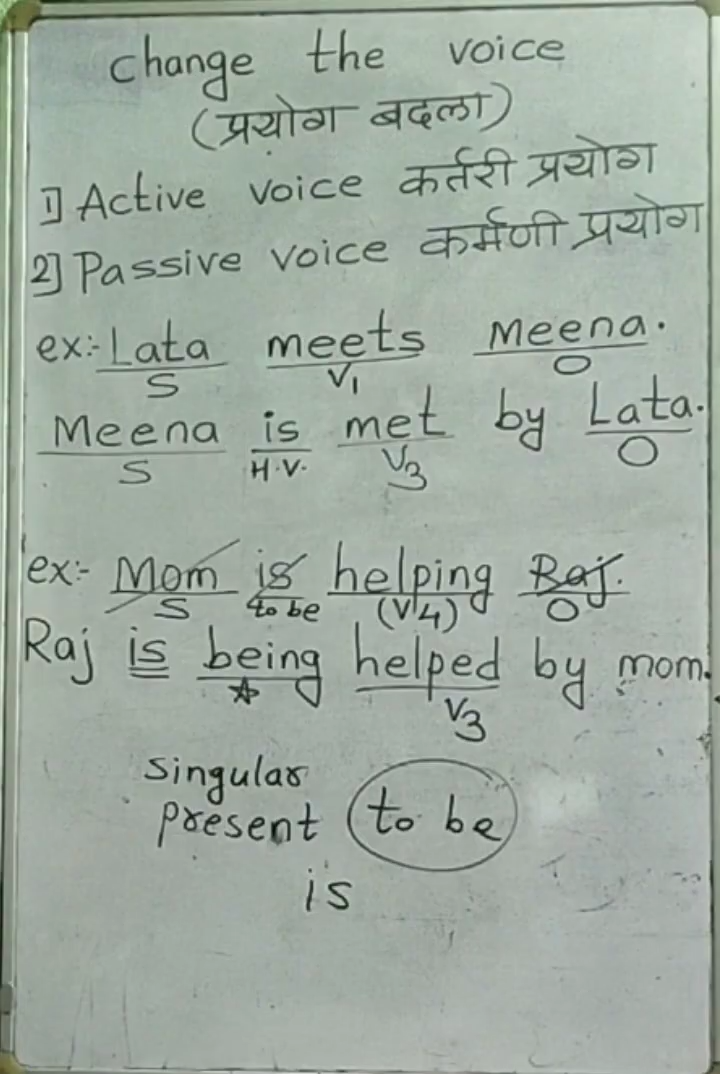 change the voice
(प्रयोग बदला)
1] Active voice कर्तरी प्रयोग
2] Passive voice कर्मणी प्रयोग
ex:- Lata meets Meena.
S V1 O
Meena is met by Lata.
S H.V. V3 O
ex:- Mom is helping Raj.
S to be (V4) O
Raj is being helped by mom.
V3
singular
present to be
is